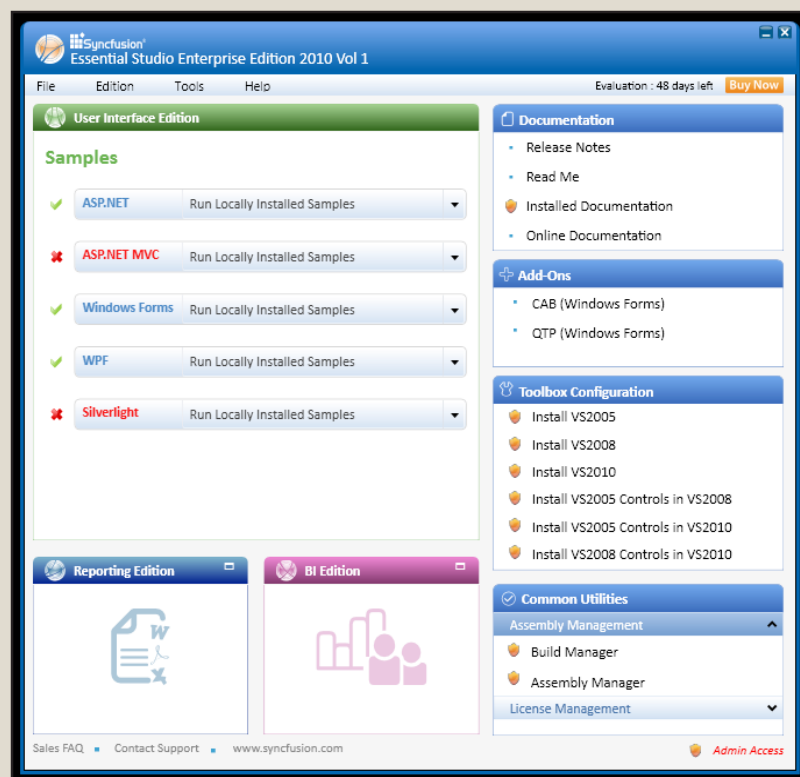 Syncfusion®
Essential Studio Enterprise Edition 2010 Vol 1
File Edition Tools Help
Evaluation : 48 days left Buy Now
User Interface Edition
Samples
ASP.NET Run Locally Installed Samples
ASP.NET MVC Run Locally Installed Samples
Windows Forms Run Locally Installed Samples
WPF Run Locally Installed Samples
Silverlight Run Locally Installed Samples
Reporting Edition
W
X
BI Edition
Documentation
Release Notes
Read Me
Installed Documentation
Online Documentation
Add-Ons
CAB (Windows Forms)
QTP (Windows Forms)
Toolbox Configuration
Install VS2005
Install VS2008
Install VS2010
Install VS2005 Controls in VS2008
Install VS2005 Controls in VS2010
Install VS2008 Controls in VS2010
Common Utilities
Assembly Management
Build Manager
Assembly Manager
License Management
Sales FAQ Contact Support www.syncfusion.com
Admin Access